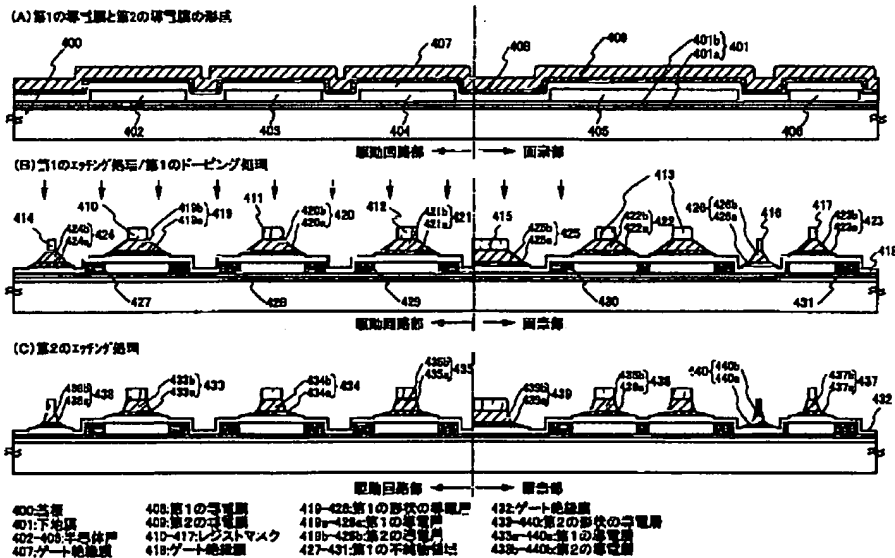 (A)第1の導電膜と第2の導電膜の形成
400
407
408
409
401b
401a
401
402
403
404
405
406
駆動回路部
画素部
(B)第1のエッチング処理/第1のドーピング処理
414
424b
424a
424
410
419b
419a
419
411
420b
420a
420
412
421b
421a
421
415
425b
425a
425
413
422b
422a
422
426
426b
426a
416
417
423b
423a
423
418
427
428
429
430
431
駆動回路部
画素部
(C)第2のエッチング処理
438b
438a
438
433b
433a
433
434b
434a
434
435b
435a
435
439b
439a
439
436b
436a
436
440
440b
440a
437b
437a
437
432
駆動回路部
画素部
400:基板
401:下地膜
402-406:半導体層
407:ゲート絶縁膜
408:第1の導電膜
409:第2の導電膜
410-417:レジストマスク
418:ゲート絶縁膜
419-426:第1の形状の導電層
419a-426a:第1の導電層
419b-426b:第2の導電層
427-431:第1の不純物領域
432:ゲート絶縁膜
433-440:第2の形状の導電層
433a-440a:第1の導電層
433b-440b:第2の導電層